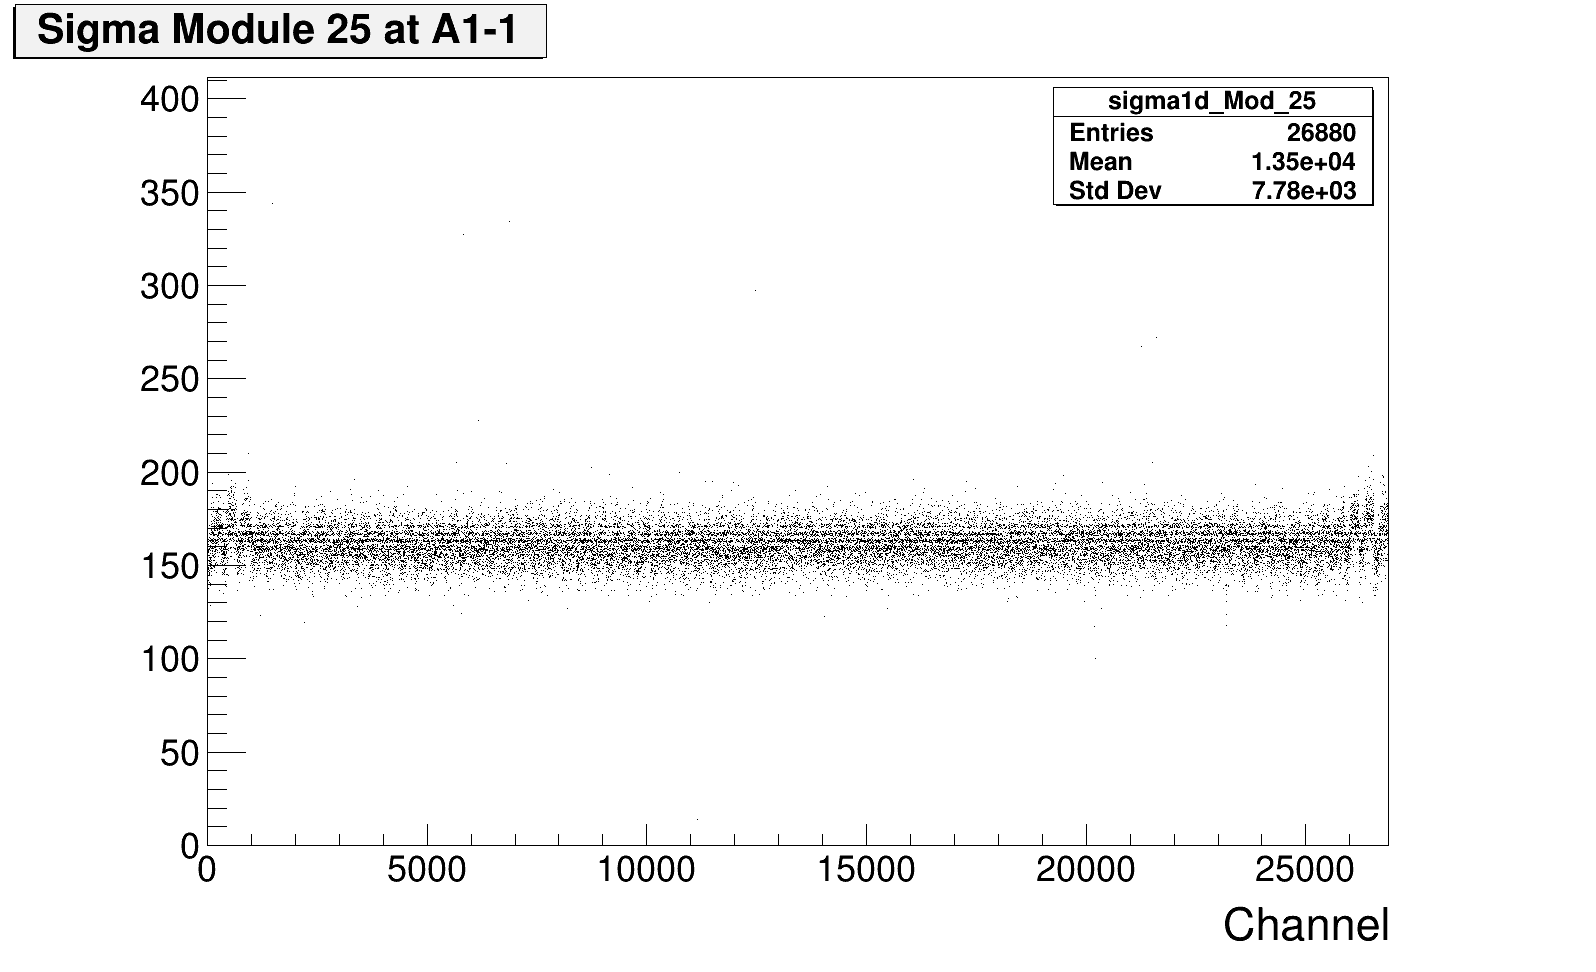 Sigma Module 25 at A1-1
sigma1d_Mod_25
Entries 26880
Mean 1.35e+04
Std Dev 7.78e+03
400
350
300
250
200
150
100
50
0
0 5000 10000 15000 20000 25000
Channel